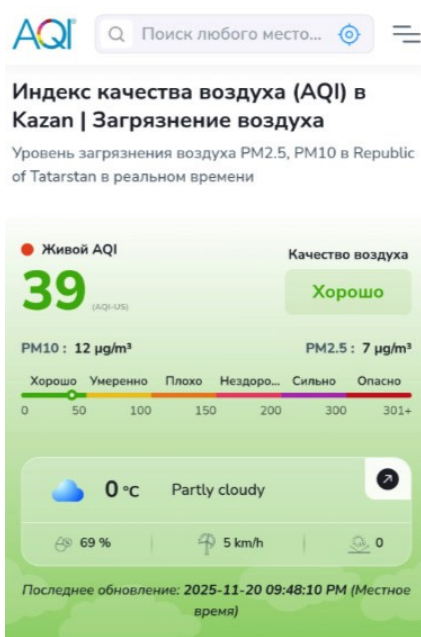 AQI
Поиск любого место...
Индекс качества воздуха (AQI) в
Kazan | Загрязнение воздуха
Уровень загрязнения воздуха PM2.5, PM10 в Republic
of Tatarstan в реальном времени
Живой AQI
Качество воздуха
39 (AQI-US)
Хорошо
PM10 : 12 μg/m³
PM2.5 : 7 μg/m³
Хорошо Умеренно Плохо Нездоро... Сильно Опасно
0 50 100 150 200 300 301+
0 °C Partly cloudy
69 % 5 km/h 0
Последнее обновление: 2025-11-20 09:48:10 PM (Местное
время)